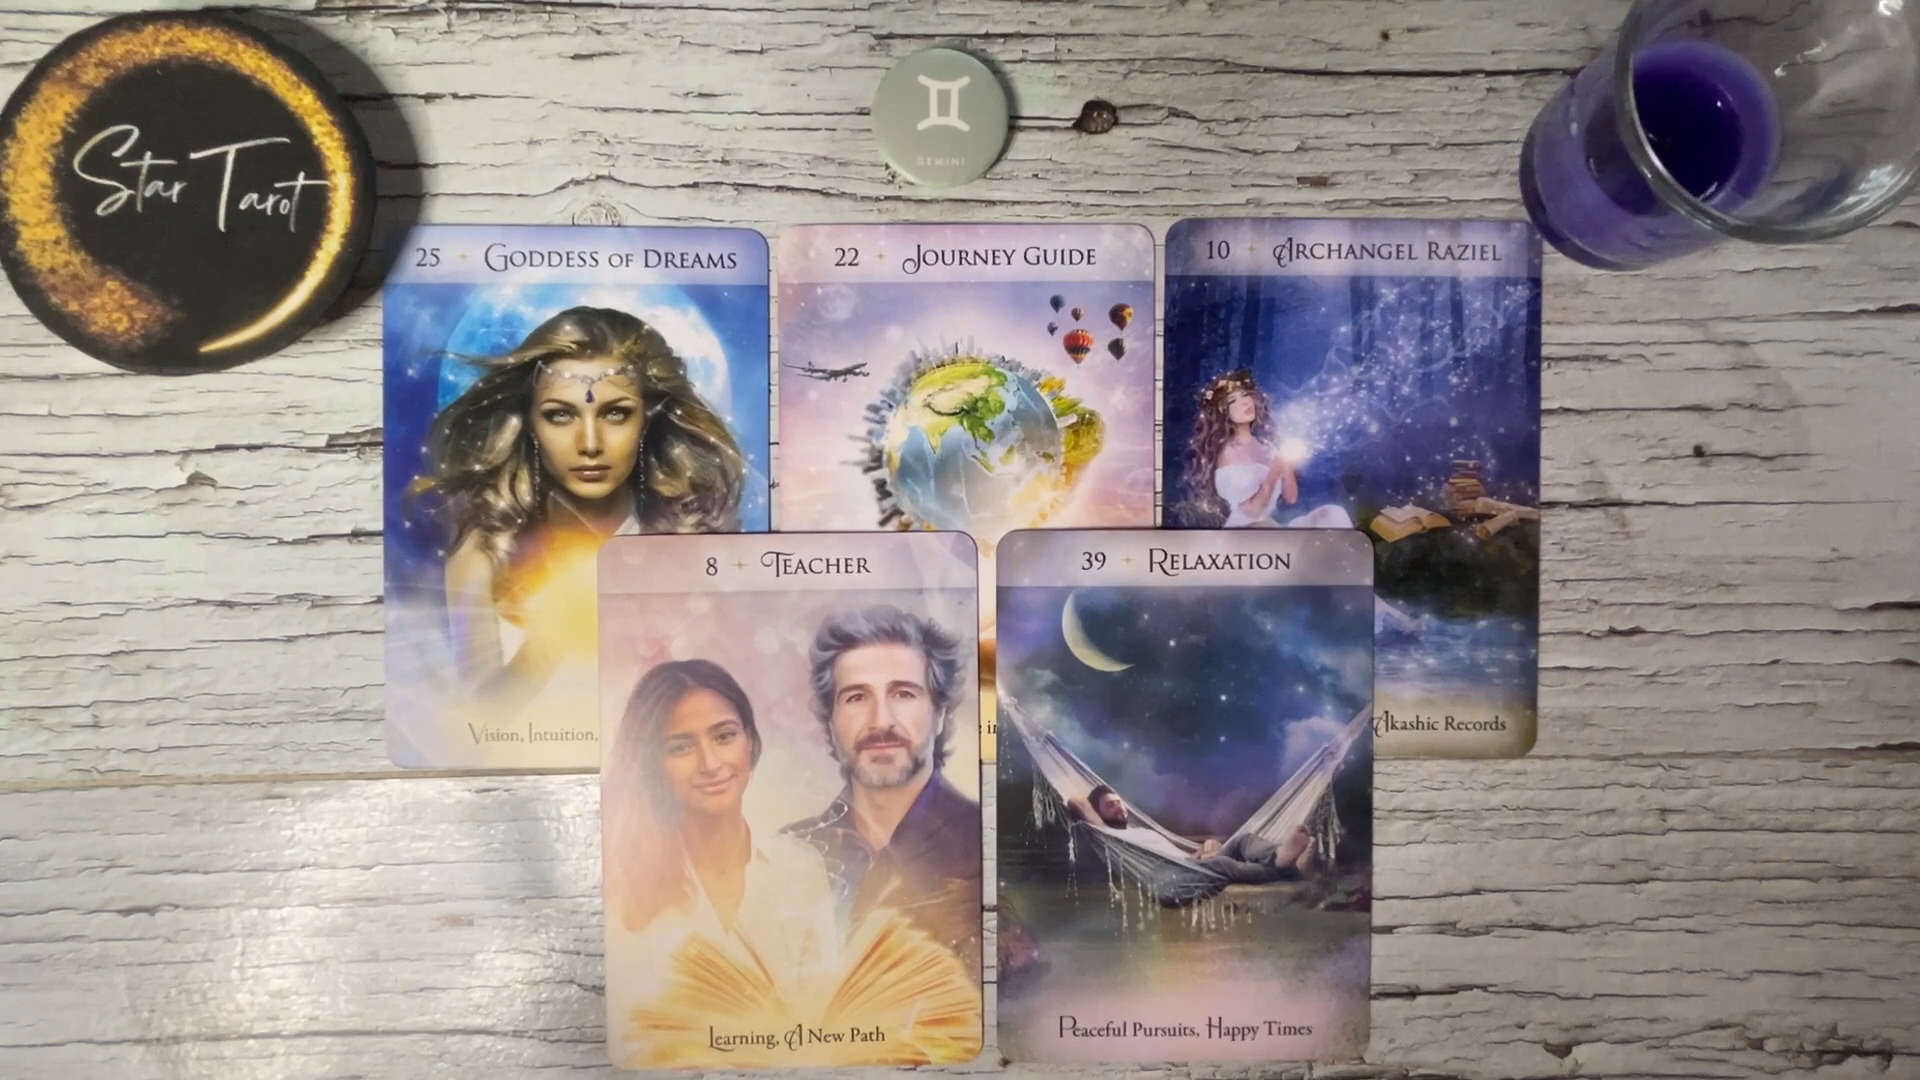 Star Tarot
GEMINI
25 GODDESS OF DREAMS
22 JOURNEY GUIDE
10 ARCHANGEL RAZIEL
Vision, Intuition,
Akashic Records
8 TEACHER
39 RELAXATION
Learning, A New Path
Peaceful Pursuits, Happy Times